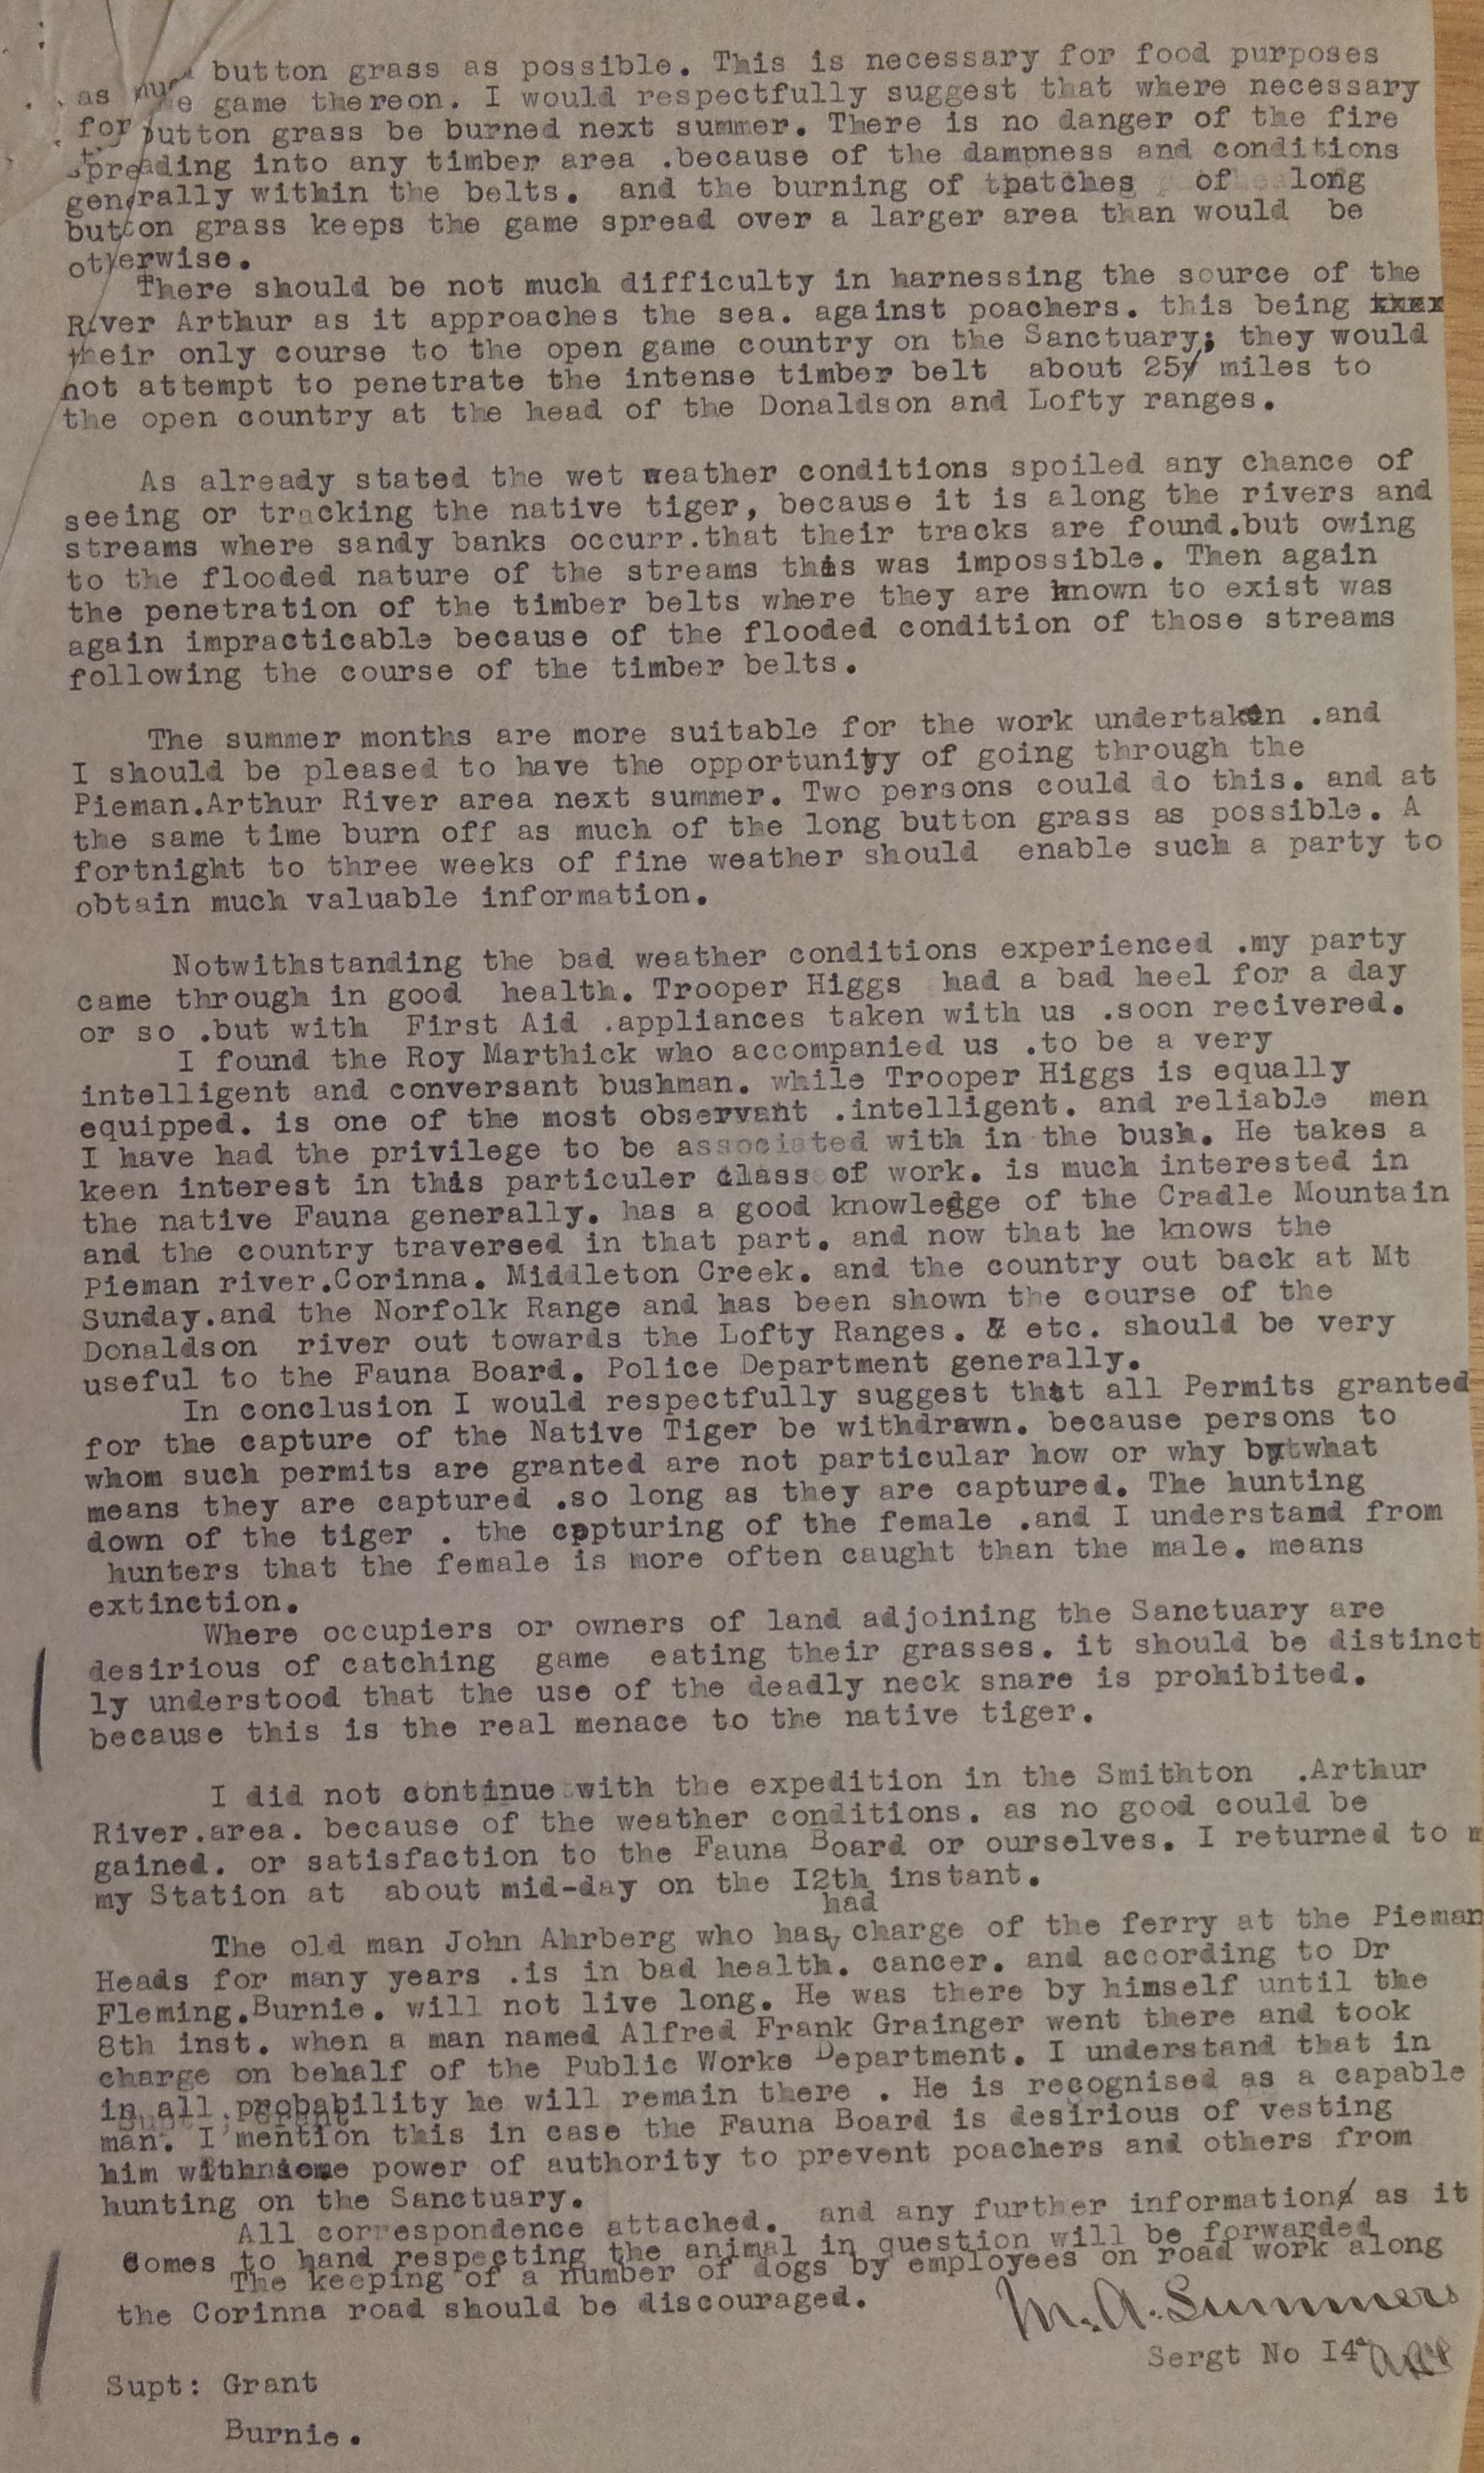 as much button grass as possible. This is necessary for food purposes
for the game thereon. I would respectfully suggest that where necessary
button grass be burned next summer. There is no danger of the fire
spreading into any timber area .because of the dampness and conditions
generally within the belts. and the burning of patches of long
button grass keeps the game spread over a larger area than would be
otherwise.
There should be not much difficulty in harnessing the source of the
River Arthur as it approaches the sea. against poachers. this being
their only course to the open game country on the Sanctuary; they would
not attempt to penetrate the intense timber belt about 25 miles to
the open country at the head of the Donaldson and Lofty ranges.
As already stated the wet weather conditions spoiled any chance of
seeing or tracking the native tiger, because it is along the rivers and
streams where sandy banks occurr.that their tracks are found.but owing
to the flooded nature of the streams this was impossible. Then again
the penetration of the timber belts where they are known to exist was
again impracticable because of the flooded condition of those streams
following the course of the timber belts.
The summer months are more suitable for the work undertaken .and
I should be pleased to have the opportunity of going through the
Pieman.Arthur River area next summer. Two persons could do this. and at
the same time burn off as much of the long button grass as possible. A
fortnight to three weeks of fine weather should enable such a party to
obtain much valuable information.
Notwithstanding the bad weather conditions experienced .my party
came through in good health. Trooper Higgs had a bad heel for a day
or so .but with First Aid .appliances taken with us .soon recivered.
I found the Roy Marthick who accompanied us .to be a very
intelligent and conversant bushman. while Trooper Higgs is equally
equipped. is one of the most observant .intelligent. and reliable men
I have had the privilege to be associated with in the bush. He takes a
keen interest in this particuler class of work. is much interested in
the native Fauna generally. has a good knowledge of the Cradle Mountain
and the country traversed in that part. and now that he knows the
Pieman river.Corinna. Middleton Creek. and the country out back at Mt
Sunday.and the Norfolk Range and has been shown the course of the
Donaldson river out towards the Lofty Ranges. & etc. should be very
useful to the Fauna Board. Police Department generally.
In conclusion I would respectfully suggest that all Permits granted
for the capture of the Native Tiger be withdrawn. because persons to
whom such permits are granted are not particular how or why by what
means they are captured .so long as they are captured. The hunting
down of the tiger . the capturing of the female .and I understand from
hunters that the female is more often caught than the male. means
extinction.
Where occupiers or owners of land adjoining the Sanctuary are
desirious of catching game eating their grasses. it should be distinct
ly understood that the use of the deadly neck snare is prohibited.
because this is the real menace to the native tiger.
I did not continue with the expedition in the Smithton .Arthur
River.area. because of the weather conditions. as no good could be
gained. or satisfaction to the Fauna Board or ourselves. I returned to m
my Station at about mid-day on the I2th instant.
had
The old man John Ahrberg who has charge of the ferry at the Pieman
Heads for many years .is in bad health. cancer. and according to Dr
Fleming.Burnie. will not live long. He was there by himself until the
8th inst. when a man named Alfred Frank Grainger went there and took
charge on behalf of the Public Works Department. I understand that in
in all probability he will remain there . He is recognised as a capable
man. I mention this in case the Fauna Board is desirious of vesting
him with some power of authority to prevent poachers and others from
hunting on the Sanctuary.
All correspondence attached. and any further information as it
Comes to hand respecting the animal in question will be forwarded
The keeping of a number of dogs by employees on road work along
the Corinna road should be discouraged.
M.A. Summers
Sergt No I4
Supt: Grant
Burnie.